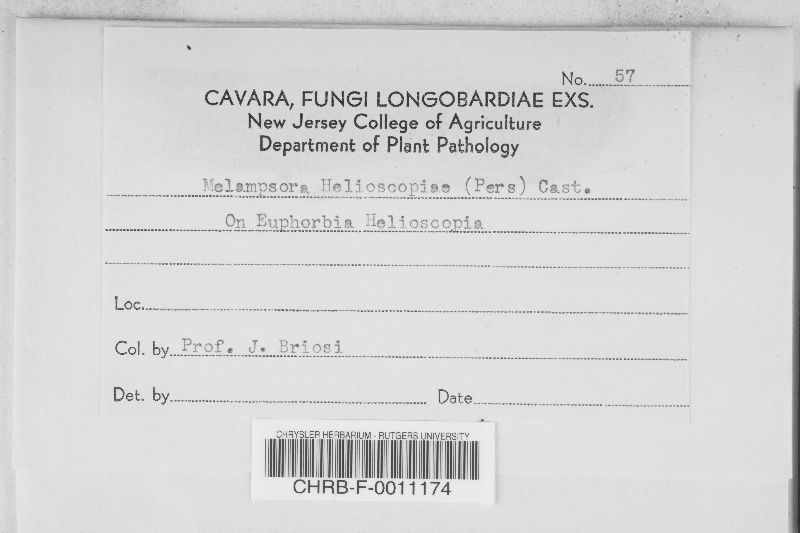 No. 57
CAVARA, FUNGI LONGOBARDIAE EXS.
New Jersey College of Agriculture
Department of Plant Pathology
Melampsora Helioscopiae (Pers) Cast.
On Euphorbia Helioscopia
Loc.
Col. by Prof. J. Briosi
Det. by Date
CHRYSLER HERBARIUM - RUTGERS UNIVERSITY
CHRB-F-0011174